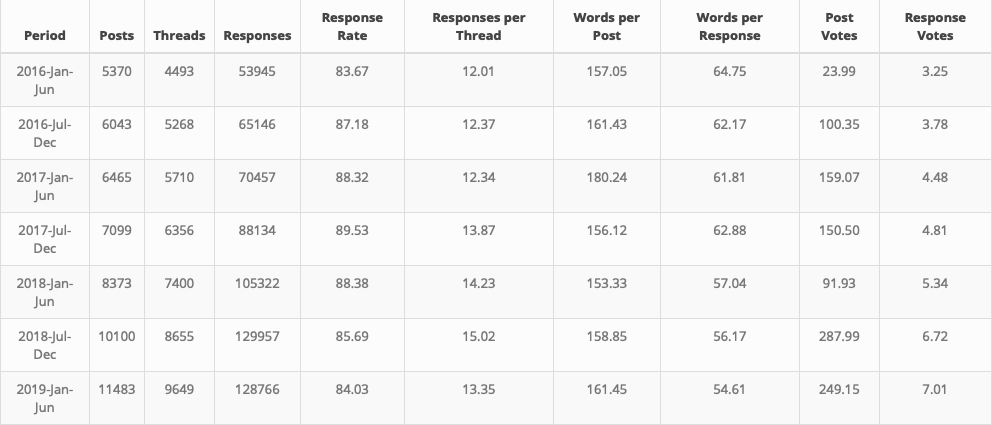 Period Posts Threads Responses Response Rate Responses per Thread Words per Post Words per Response Post Votes Response Votes
2016-Jan-Jun 5370 4493 53945 83.67 12.01 157.05 64.75 23.99 3.25
2016-Jul-Dec 6043 5268 65146 87.18 12.37 161.43 62.17 100.35 3.78
2017-Jan-Jun 6465 5710 70457 88.32 12.34 180.24 61.81 159.07 4.48
2017-Jul-Dec 7099 6356 88134 89.53 13.87 156.12 62.88 150.50 4.81
2018-Jan-Jun 8373 7400 105322 88.38 14.23 153.33 57.04 91.93 5.34
2018-Jul-Dec 10100 8655 129957 85.69 15.02 158.85 56.17 287.99 6.72
2019-Jan-Jun 11483 9649 128766 84.03 13.35 161.45 54.61 249.15 7.01